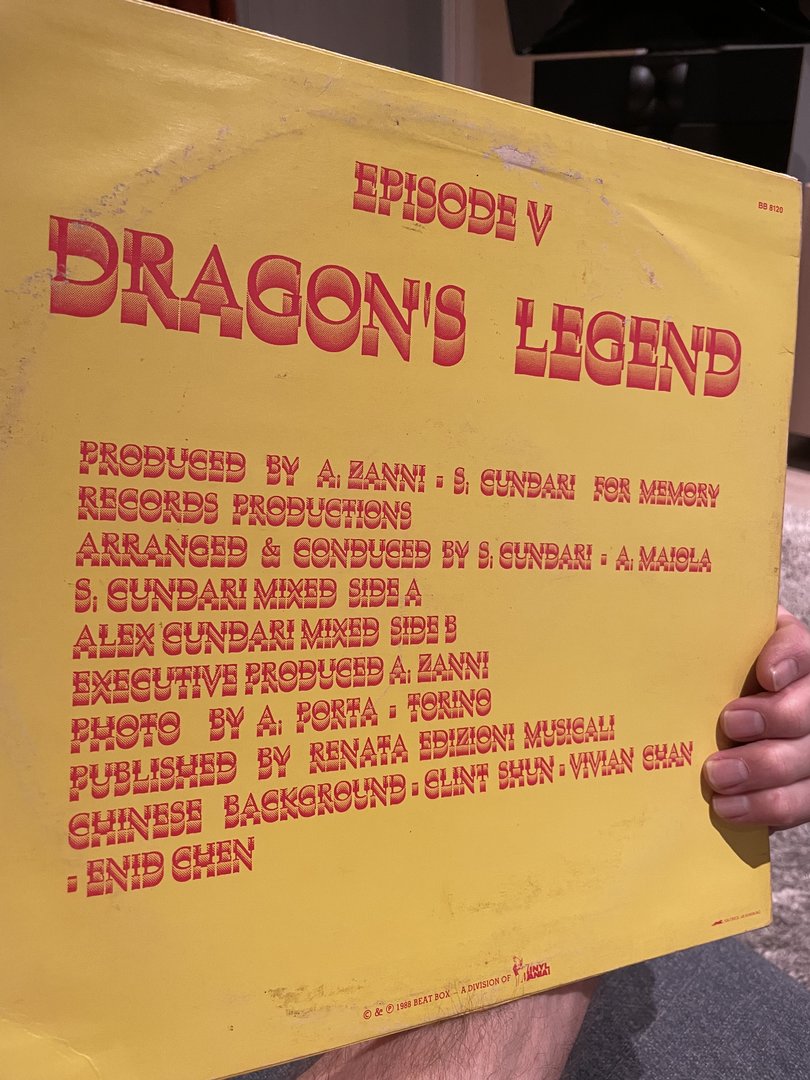 BB 8120
EPISODE V
DRAGON'S LEGEND
PRODUCED BY A. ZANNI - S. CUNDARI FOR MEMORY
RECORDS PRODUCTIONS
ARRANGED & CONDUCED BY S. CUNDARI - A. MAIOLA
S. CUNDARI MIXED SIDE A
ALEX CUNDARI MIXED SIDE B
EXECUTIVE PRODUCED A. ZANNI
PHOTO BY A. PORTA - TORINO
PUBLISHED BY RENATA EDIZIONI MUSICALI
CHINESE BACKGROUND - CLINT SHUN - VIVIAN CHAN
- ENID CHEN
© & ℗ 1988 BEAT BOX - A DIVISION OF VINYL MANIA!